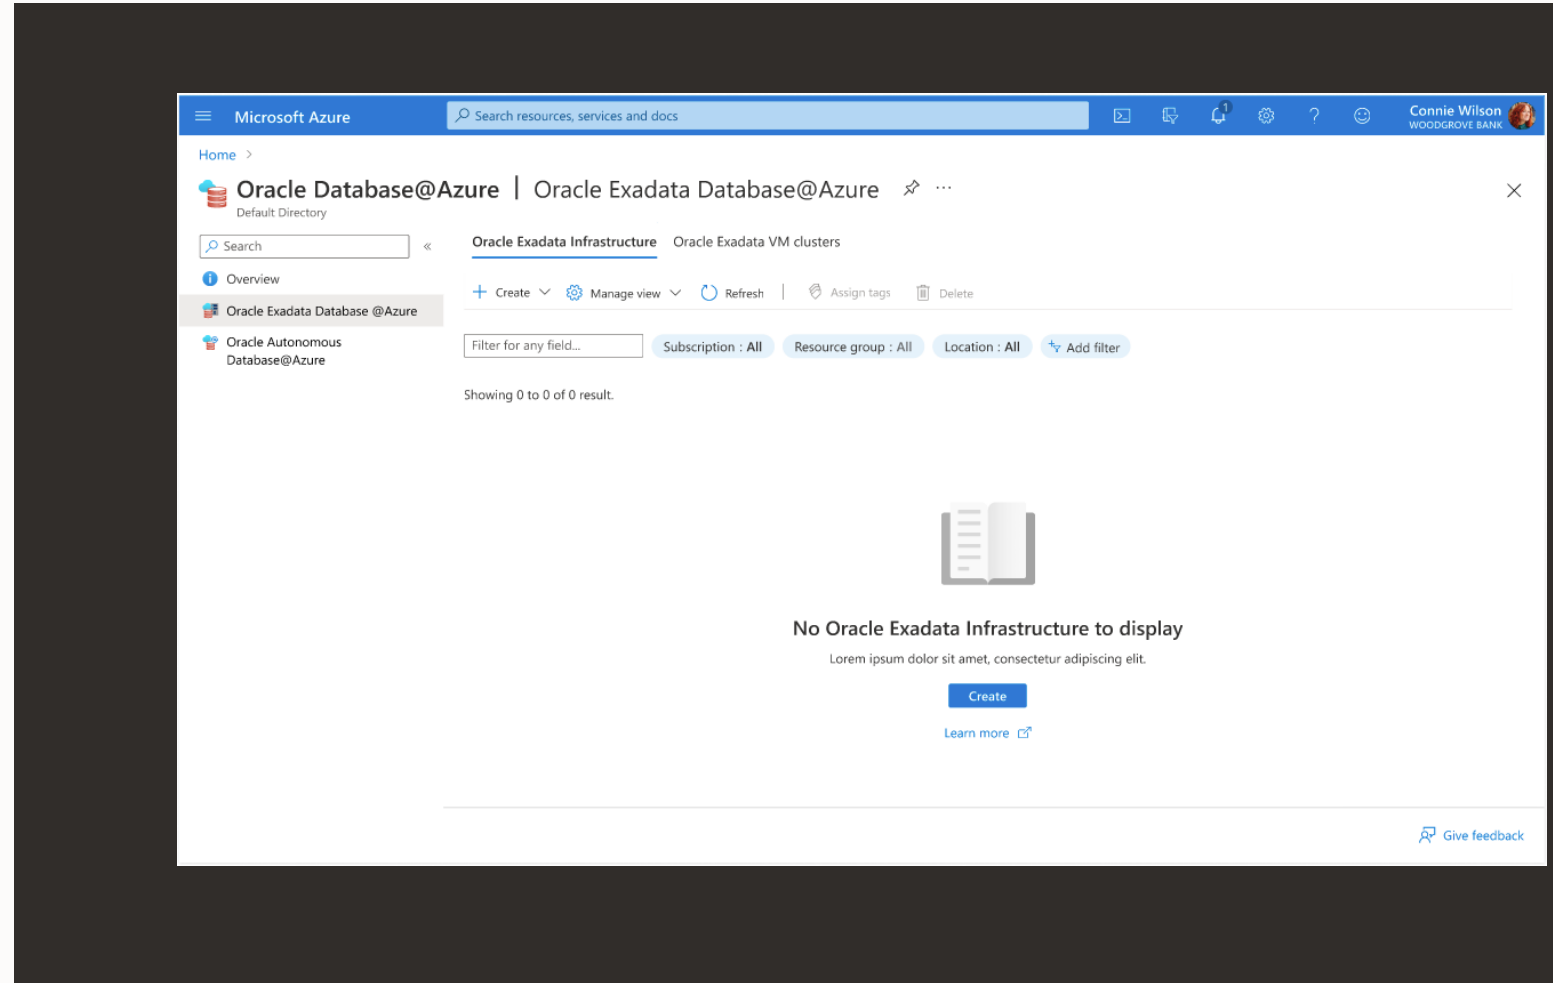 Microsoft Azure
Search resources, services and docs
1
Connie Wilson
WOODGROVE BANK
Home >
Oracle Database@Azure | Oracle Exadata Database@Azure ...
Default Directory
Search «
Oracle Exadata Infrastructure Oracle Exadata VM clusters
Overview
+ Create Manage view Refresh | Assign tags Delete
Oracle Exadata Database @Azure
Oracle Autonomous
Database@Azure
Filter for any field... Subscription : All Resource group : All Location : All Add filter
Showing 0 to 0 of 0 result.
No Oracle Exadata Infrastructure to display
Lorem ipsum dolor sit amet, consectetur adipiscing elit.
Create
Learn more
Give feedback